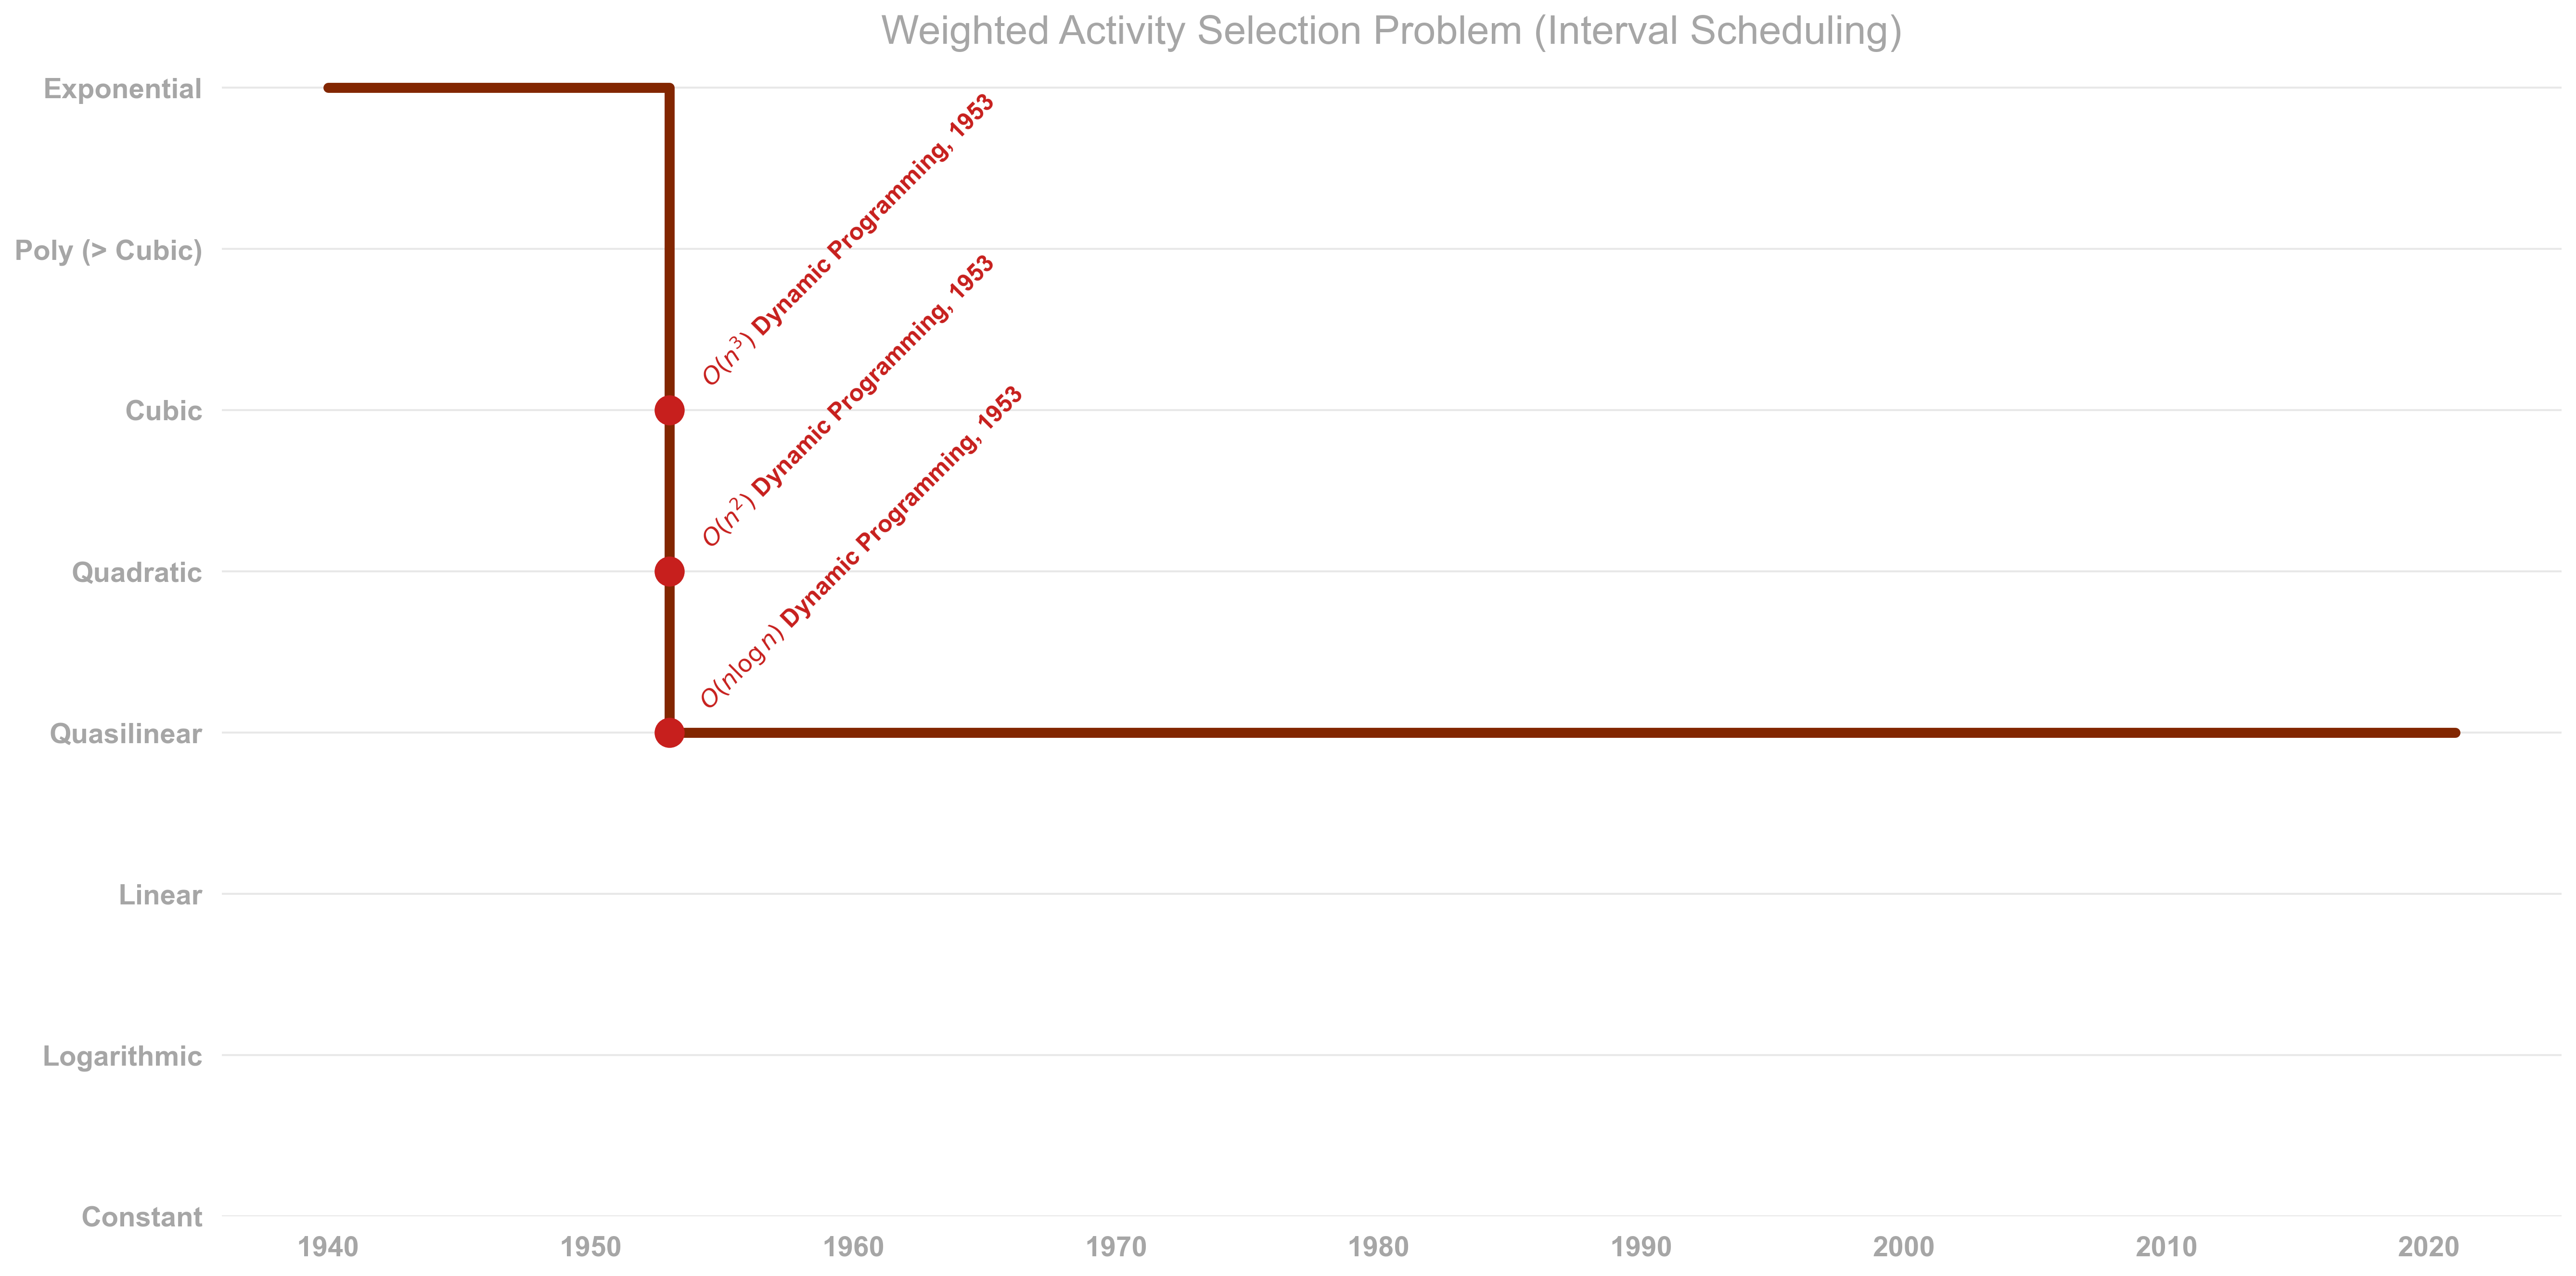 Weighted Activity Selection Problem (Interval Scheduling)
Exponential
Poly (> Cubic)
Cubic
Quadratic
Quasilinear
Linear
Logarithmic
Constant
O(n³) Dynamic Programming, 1953
O(n²) Dynamic Programming, 1953
O(n log n) Dynamic Programming, 1953
1940 1950 1960 1970 1980 1990 2000 2010 2020